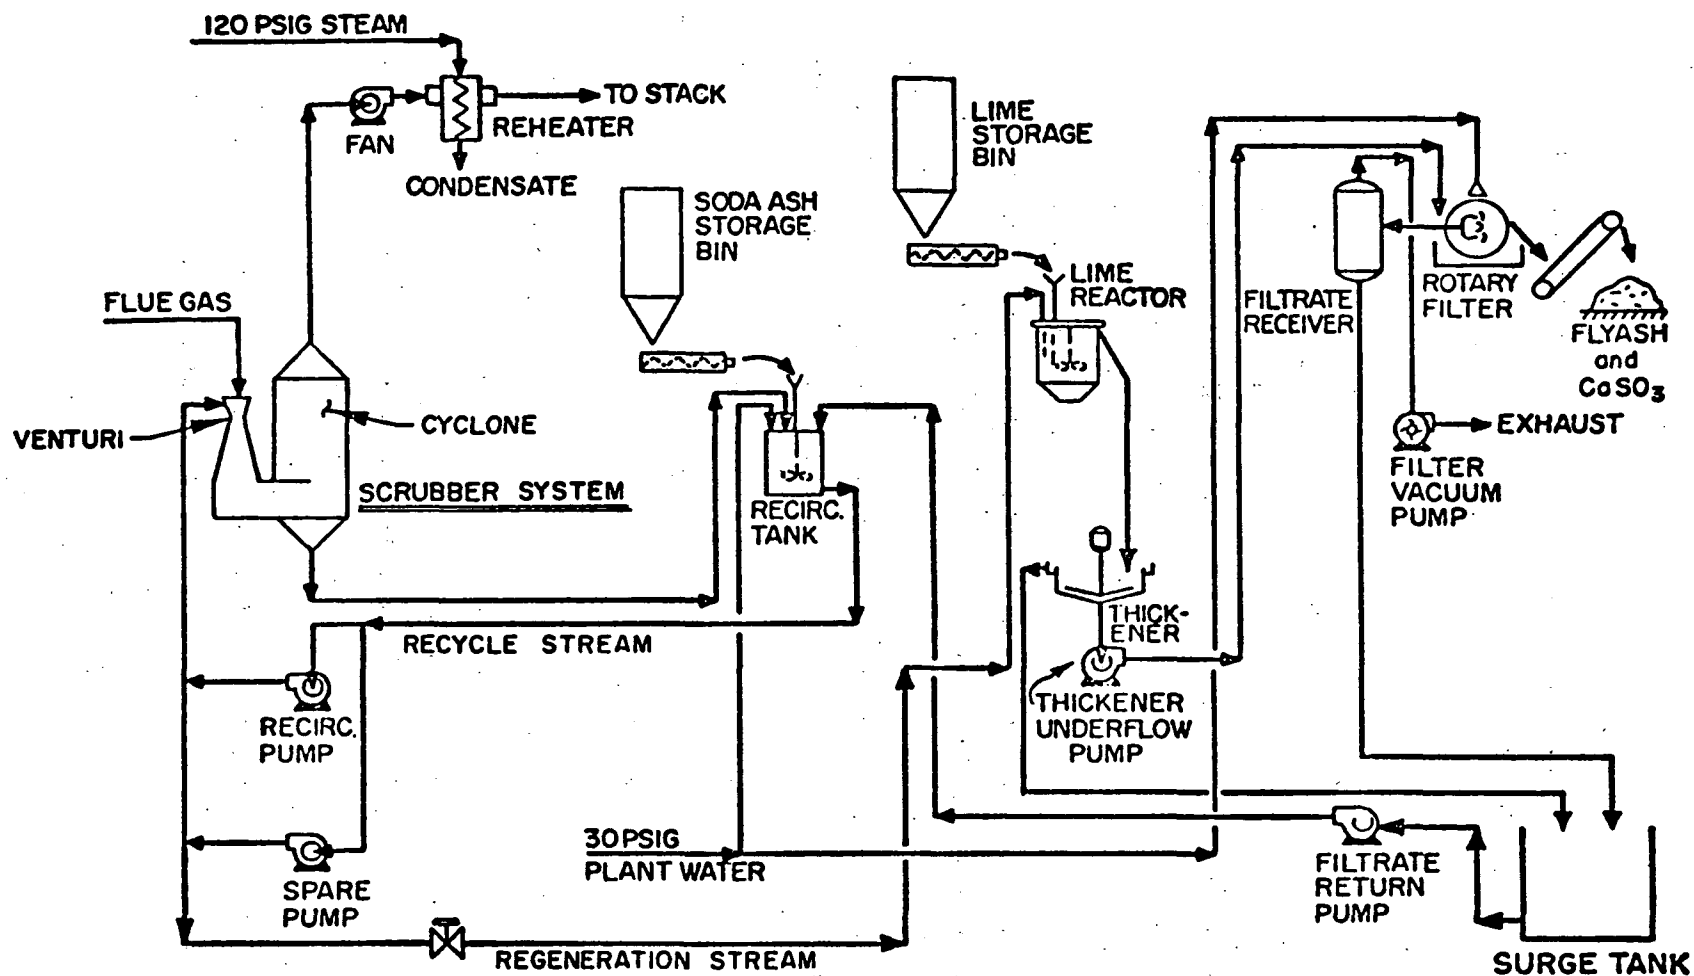 120 PSIG STEAM
TO STACK
REHEATER
FAN
CONDENSATE
LIME
STORAGE
BIN
SODA ASH
STORAGE
BIN
FLUE GAS
LIME
REACTOR
FILTRATE
RECEIVER
ROTARY
FILTER
FLYASH
and
CaSO3
VENTURI
CYCLONE
EXHAUST
FILTER
VACUUM
PUMP
SCRUBBER SYSTEM
RECIRC.
TANK
THICK-
ENER
RECYCLE STREAM
RECIRC.
PUMP
THICKENER
UNDERFLOW
PUMP
30 PSIG
PLANT WATER
SPARE
PUMP
FILTRATE
RETURN
PUMP
REGENERATION STREAM
SURGE TANK